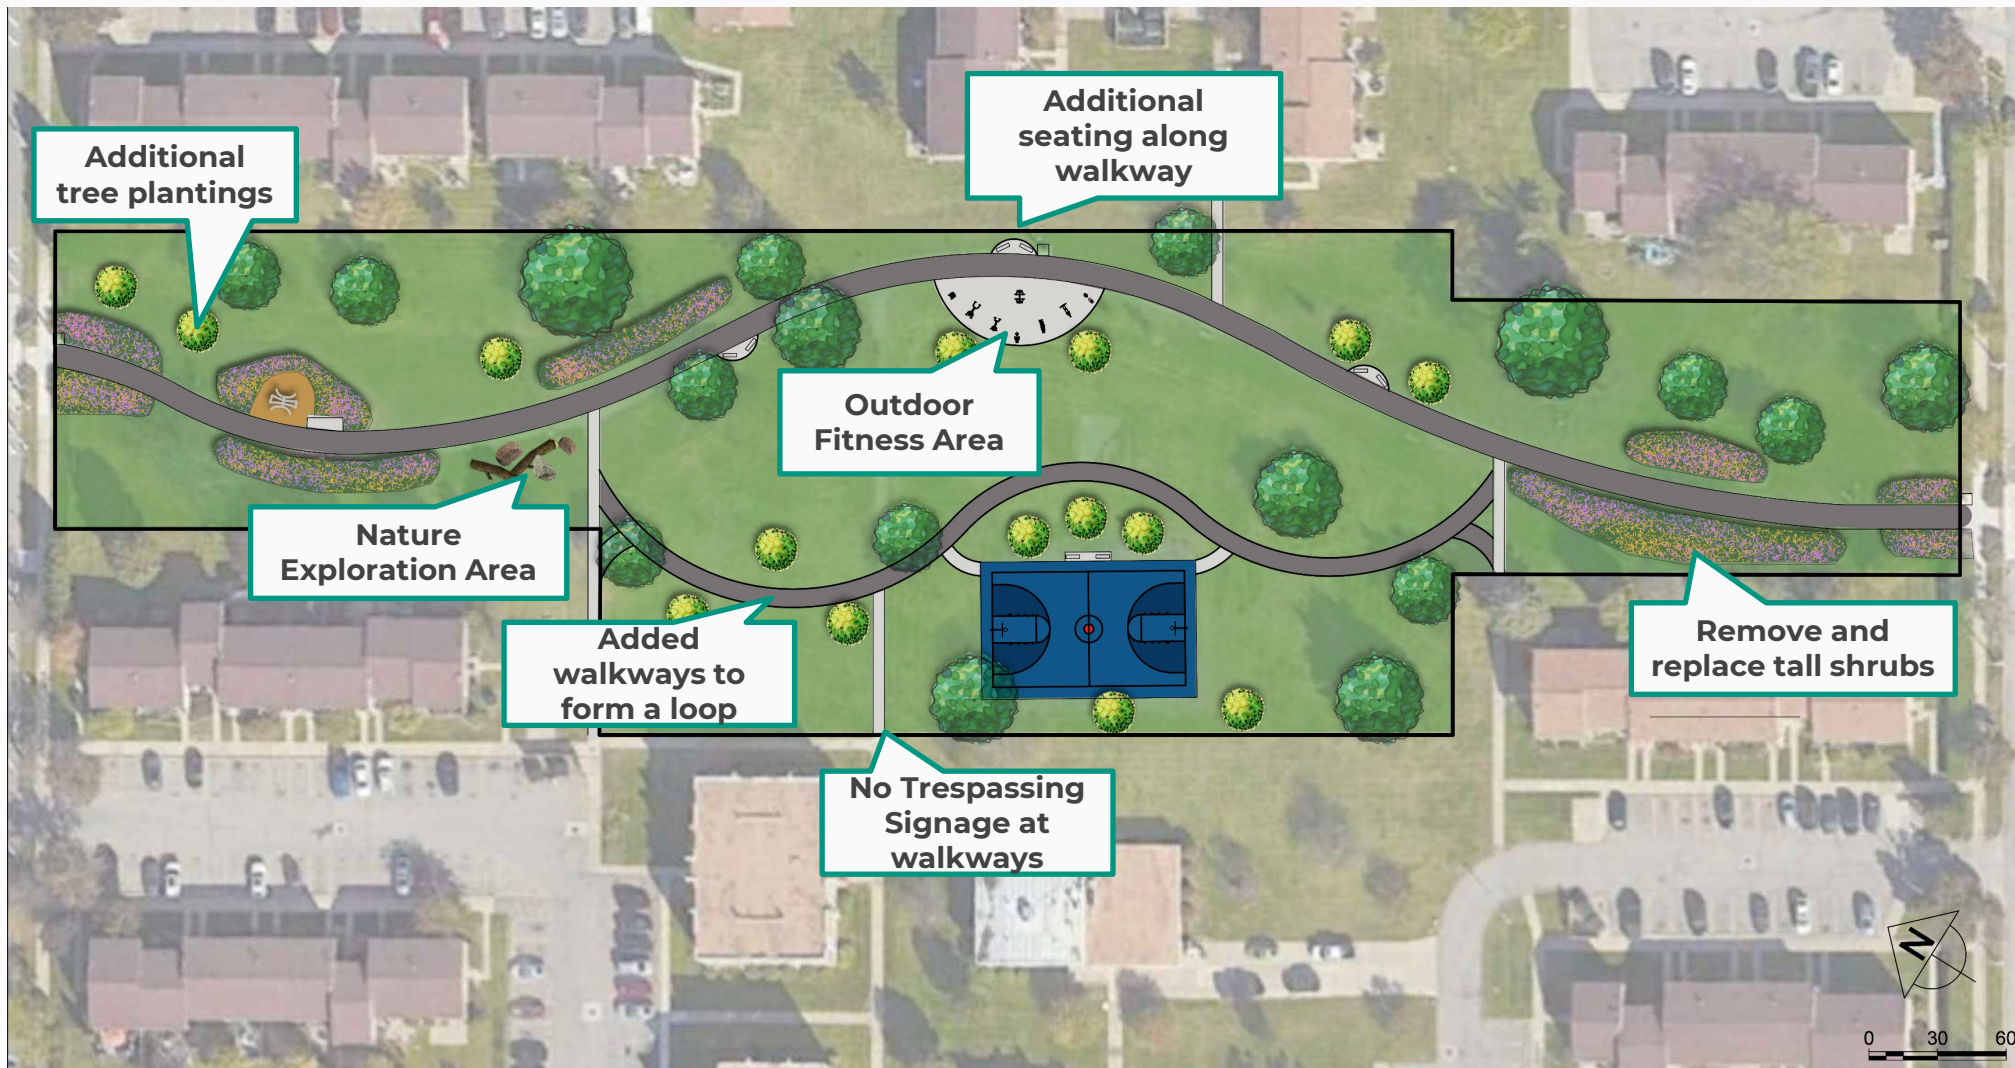 Additional
tree plantings
Additional
seating along
walkway
Outdoor
Fitness Area
Nature
Exploration Area
Added
walkways to
form a loop
Remove and
replace tall shrubs
No Trespassing
Signage at
walkways
N
0 30 60